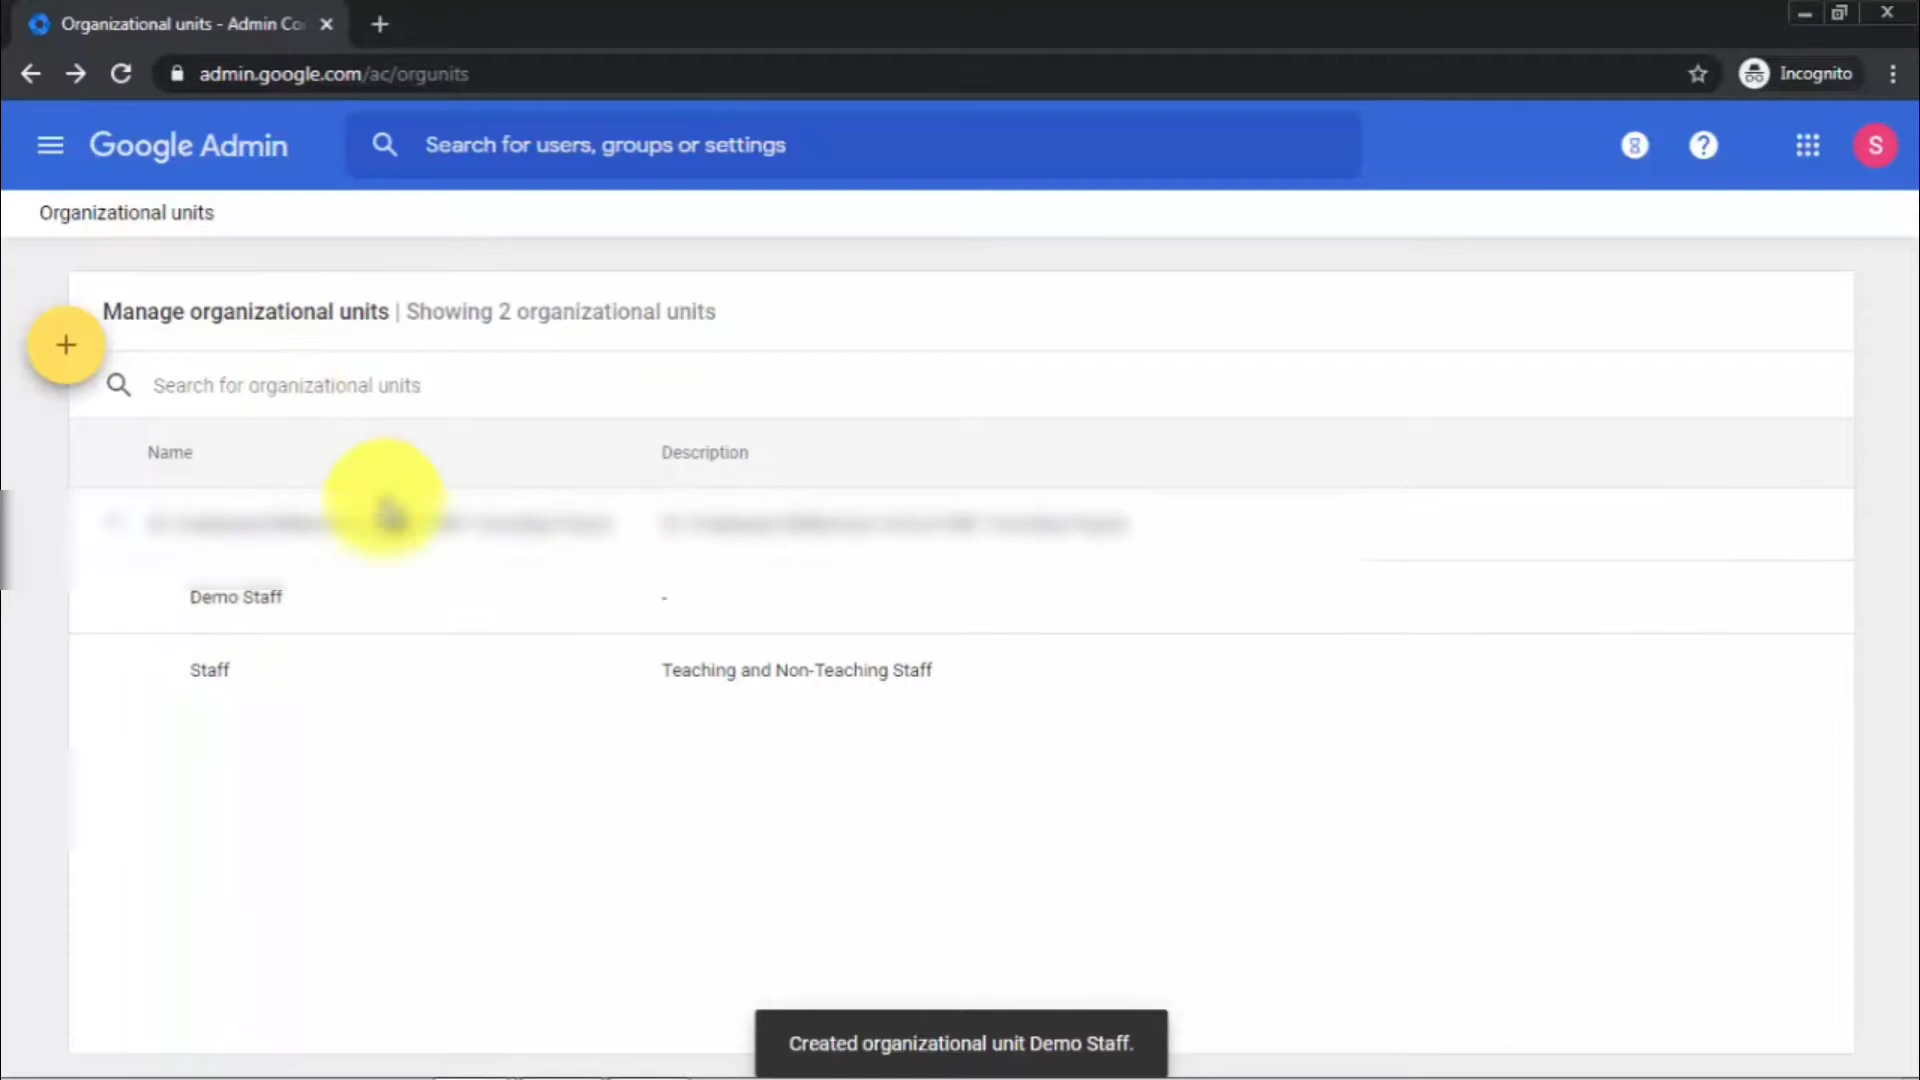 Organizational units - Admin Co
admin.google.com/ac/orgunits
Incognito
Google Admin
Search for users, groups or settings
8
?
S
Organizational units
Manage organizational units | Showing 2 organizational units
+
Search for organizational units
Name Description
Demo Staff -
Staff Teaching and Non-Teaching Staff
Created organizational unit Demo Staff.